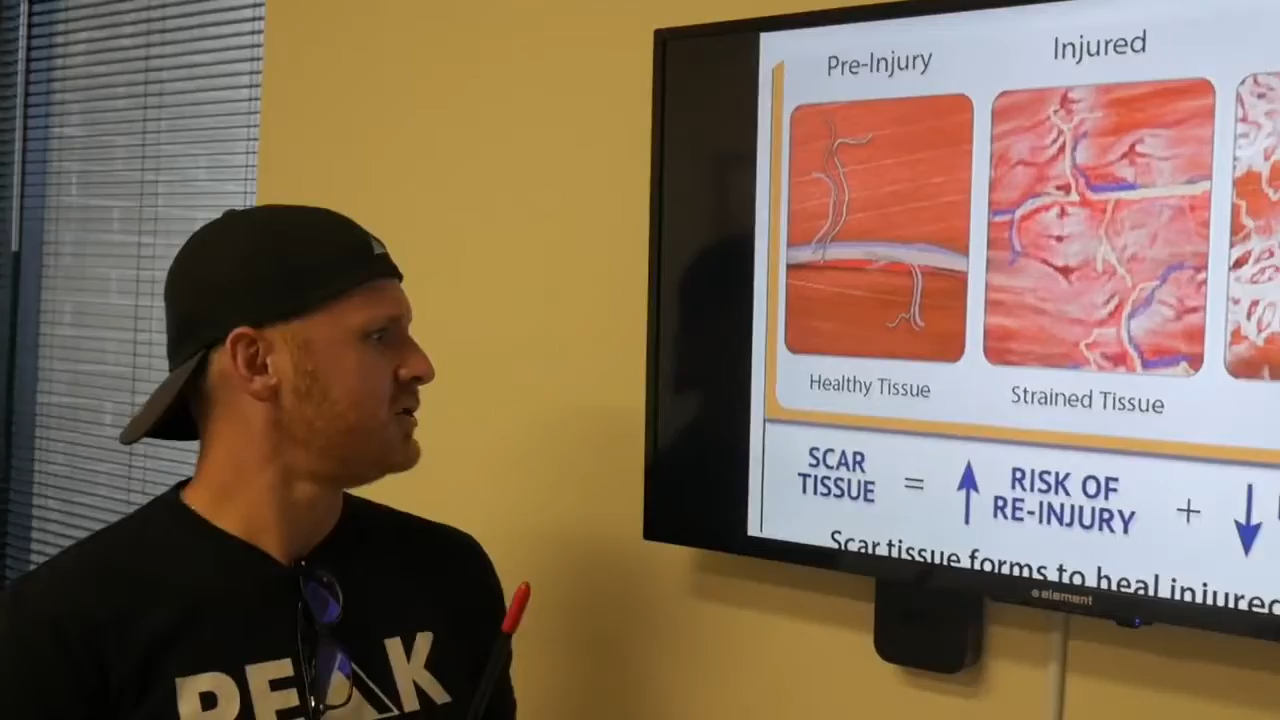 Pre-Injury
Injured
Healthy Tissue
Strained Tissue
SCAR
TISSUE
=
RISK OF
RE-INJURY
+
Scar tissue forms to heal injured
element
PEAK